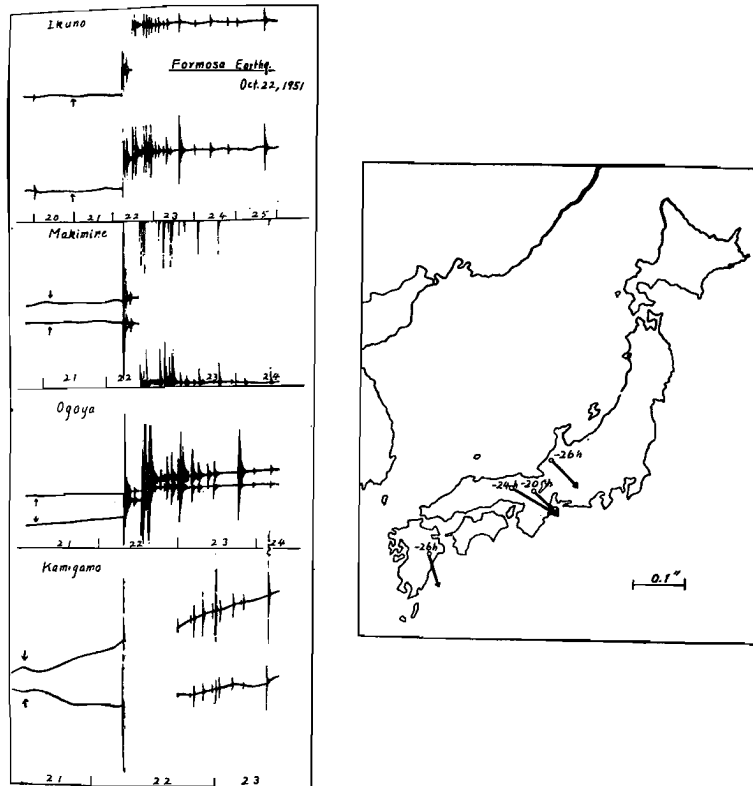 Ikuno
Formosa Earthq.
Oct. 22, 1951
20 21 22 23 24 25
Makimine
21 22 23 24
Ogoya
21 22 23 24
Kamigamo
21 22 23
-26h
-24h
-26h
0.1"